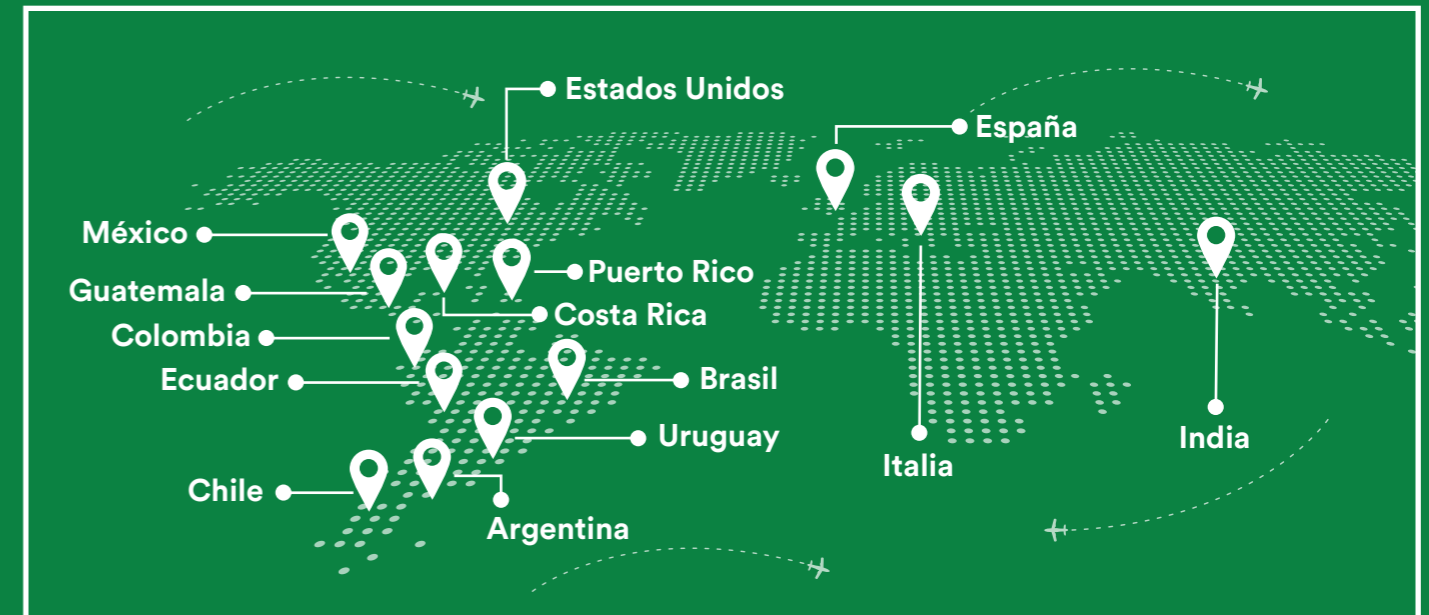 Estados Unidos
España
México
Puerto Rico
Guatemala
Costa Rica
Colombia
Ecuador
Brasil
Uruguay
India
Italia
Chile
Argentina